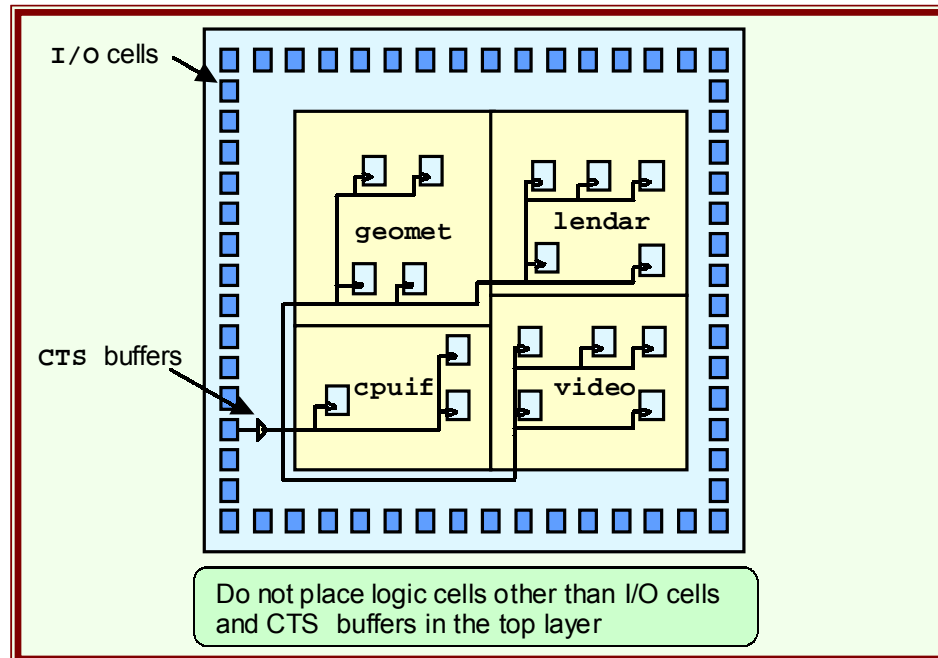 I/O cells
geomet
lendar
CTS buffers
cpuif
video
Do not place logic cells other than I/O cells
and CTS buffers in the top layer